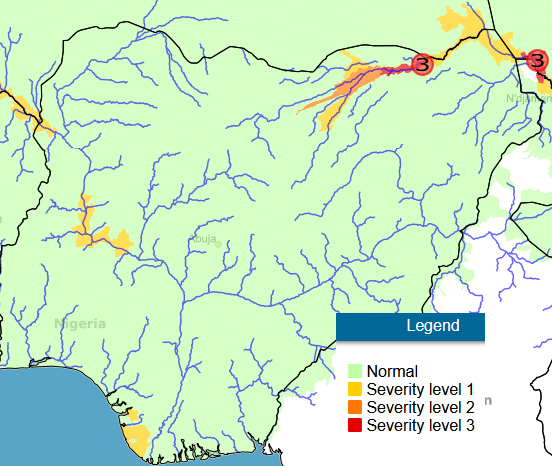 3
3
N'djamena
Abuja
Nigeria
Legend
Normal
Severity level 1
n
Severity level 2
Severity level 3